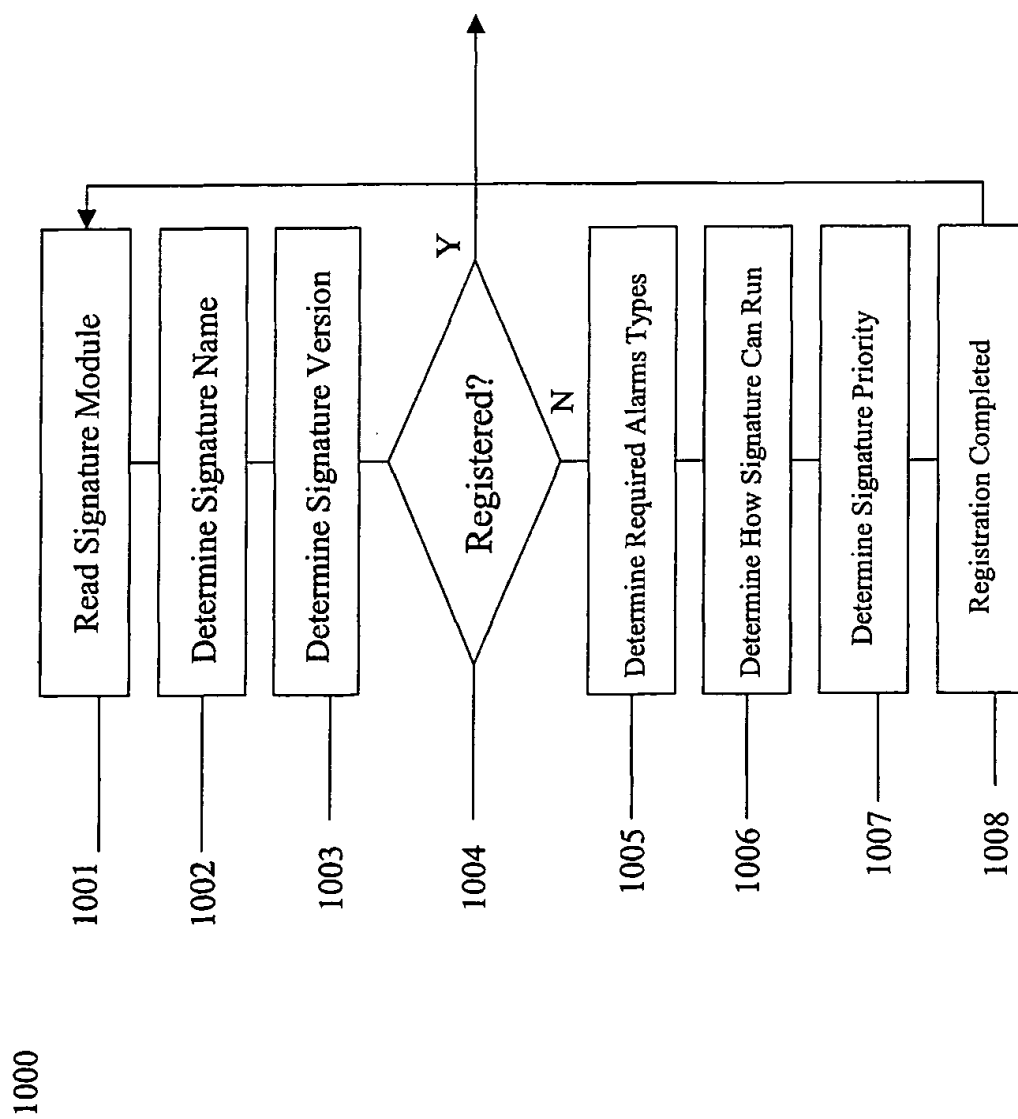 1000
1001
Read Signature Module
1002
Determine Signature Name
1003
Determine Signature Version
1004
Registered?
Y
N
1005
Determine Required Alarms Types
1006
Determine How Signature Can Run
1007
Determine Signature Priority
1008
Registration Completed